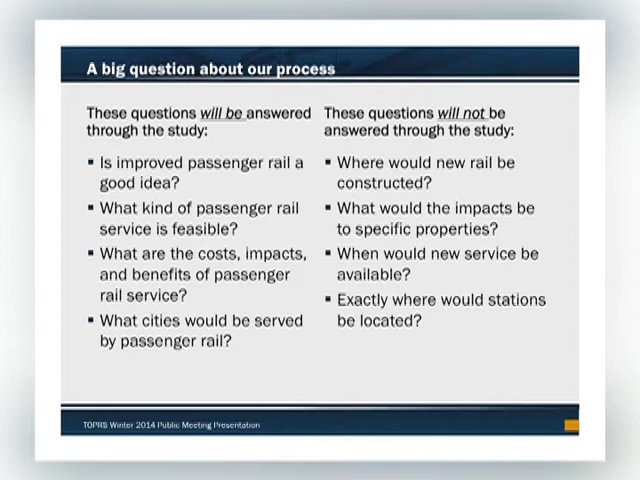 A big question about our process
These questions will be answered
through the study:
▪ Is improved passenger rail a
good idea?
▪ What kind of passenger rail
service is feasible?
▪ What are the costs, impacts,
and benefits of passenger
rail service?
▪ What cities would be served
by passenger rail?
These questions will not be
answered through the study:
▪ Where would new rail be
constructed?
▪ What would the impacts be
to specific properties?
▪ When would new service be
available?
▪ Exactly where would stations
be located?
TOPRS Winter 2014 Public Meeting Presentation